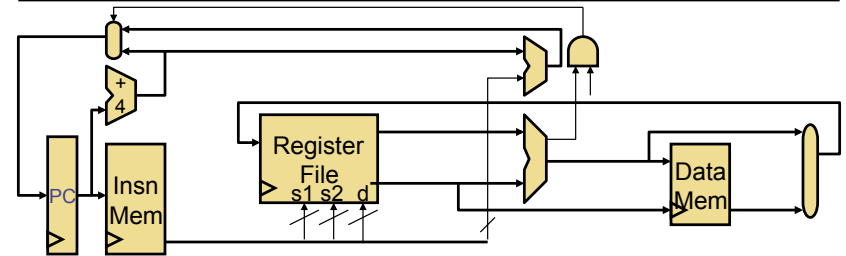 +
4
PC
Insn
Mem
Register
File
s1 s2 d
Data
Mem